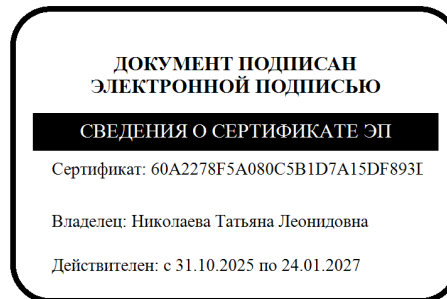 ДОКУМЕНТ ПОДПИСАН
ЭЛЕКТРОННОЙ ПОДПИСЬЮ
СВЕДЕНИЯ О СЕРТИФИКАТЕ ЭП
Сертификат: 60A2278F5A080C5B1D7A15DF893
Владелец: Николаева Татьяна Леонидовна
Действителен: с 31.10.2025 по 24.01.2027